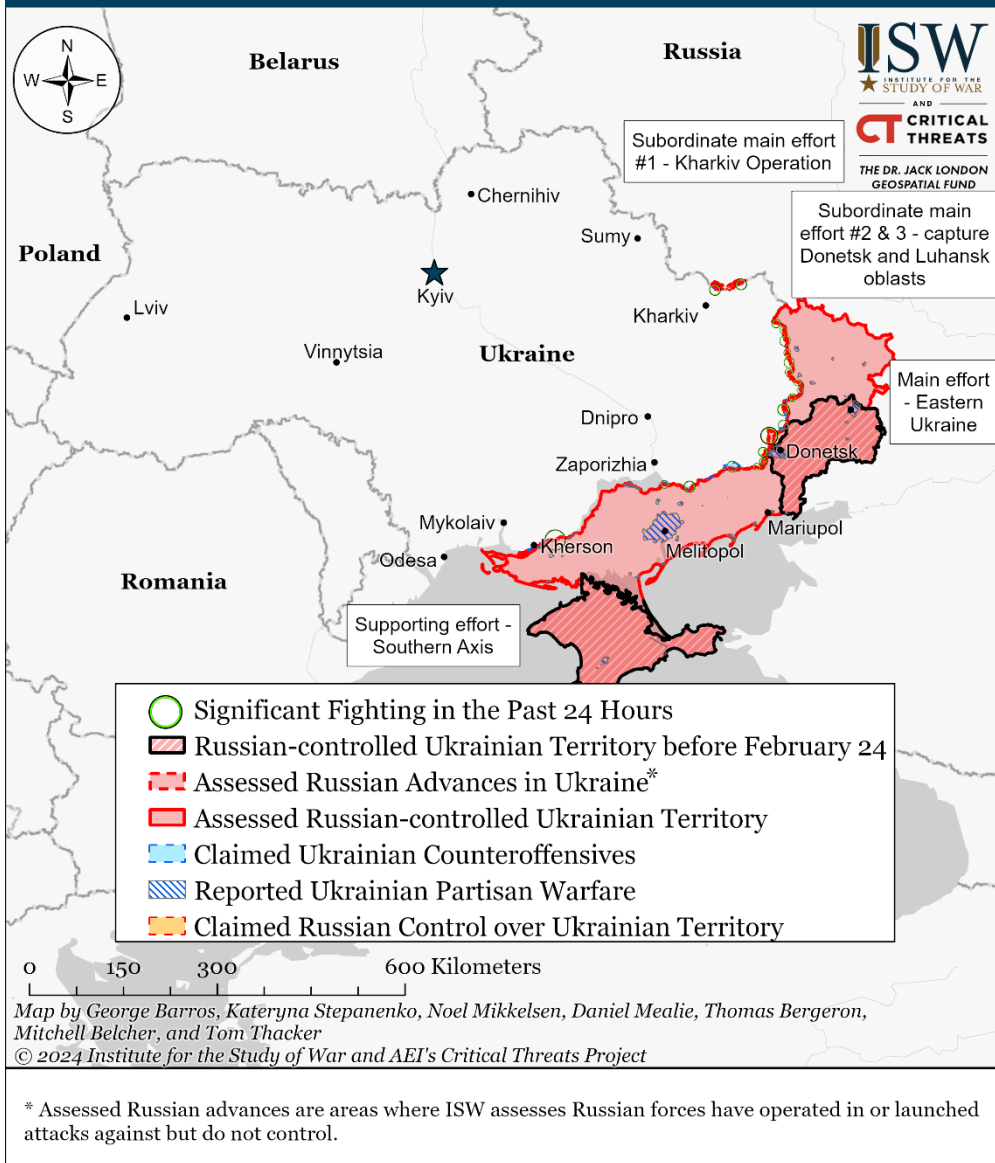 N
W
E
S
Belarus
Russia
ISW
INSTITUTE FOR THE
STUDY OF WAR
AND
CT CRITICAL
THREATS
THE DR. JACK LONDON
GEOSPATIAL FUND
Subordinate main effort
#1 - Kharkiv Operation
Subordinate main
effort #2 & 3 - capture
Donetsk and Luhansk
oblasts
Chernihiv
Sumy
Poland
Kyiv
Lviv
Kharkiv
Vinnytsia
Ukraine
Main effort
- Eastern
Ukraine
Dnipro
Donetsk
Zaporizhia
Mykolaiv
Mariupol
Kherson
Melitopol
Odesa
Romania
Supporting effort -
Southern Axis
Significant Fighting in the Past 24 Hours
Russian-controlled Ukrainian Territory before February 24
Assessed Russian Advances in Ukraine*
Assessed Russian-controlled Ukrainian Territory
Claimed Ukrainian Counteroffensives
Reported Ukrainian Partisan Warfare
Claimed Russian Control over Ukrainian Territory
0 150 300 600 Kilometers
Map by George Barros, Kateryna Stepanenko, Noel Mikkelsen, Daniel Mealie, Thomas Bergeron,
Mitchell Belcher, and Tom Thacker
© 2024 Institute for the Study of War and AEI's Critical Threats Project
* Assessed Russian advances are areas where ISW assesses Russian forces have operated in or launched
attacks against but do not control.